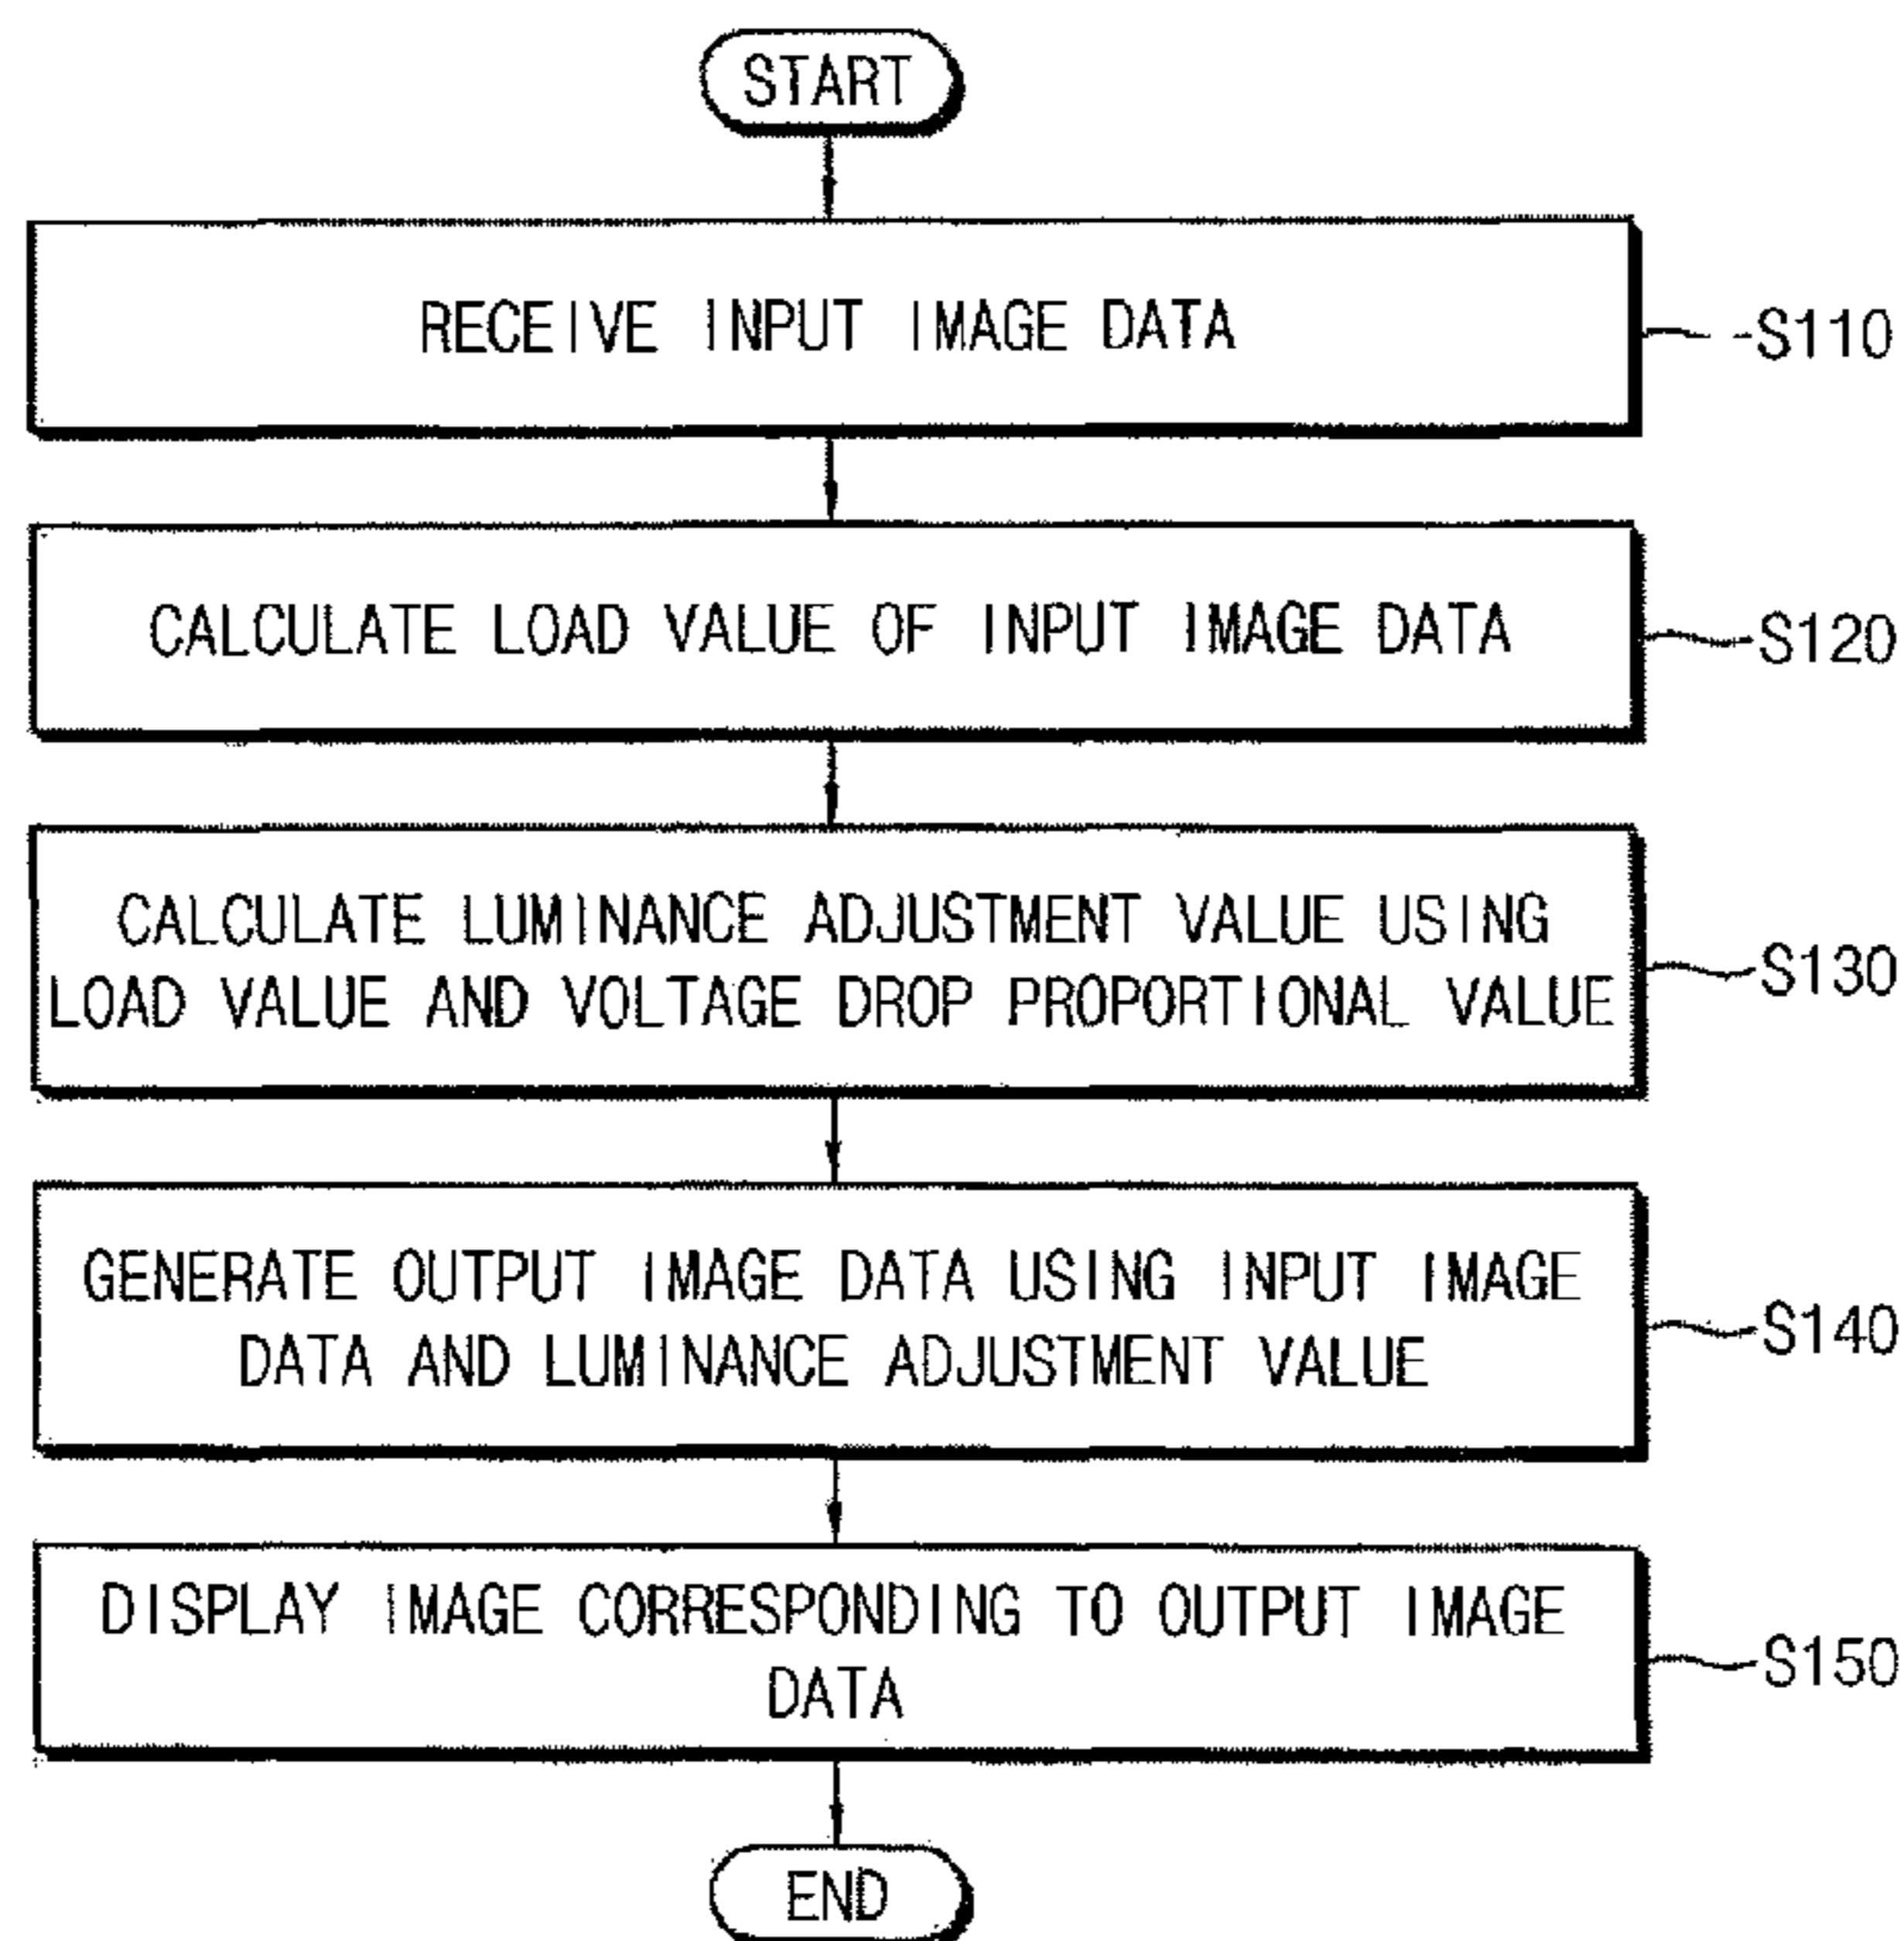 START
RECEIVE INPUT IMAGE DATA
S110
CALCULATE LOAD VALUE OF INPUT IMAGE DATA
S120
CALCULATE LUMINANCE ADJUSTMENT VALUE USING
LOAD VALUE AND VOLTAGE DROP PROPORTIONAL VALUE
S130
GENERATE OUTPUT IMAGE DATA USING INPUT IMAGE
DATA AND LUMINANCE ADJUSTMENT VALUE
S140
DISPLAY IMAGE CORRESPONDING TO OUTPUT IMAGE
DATA
S150
END